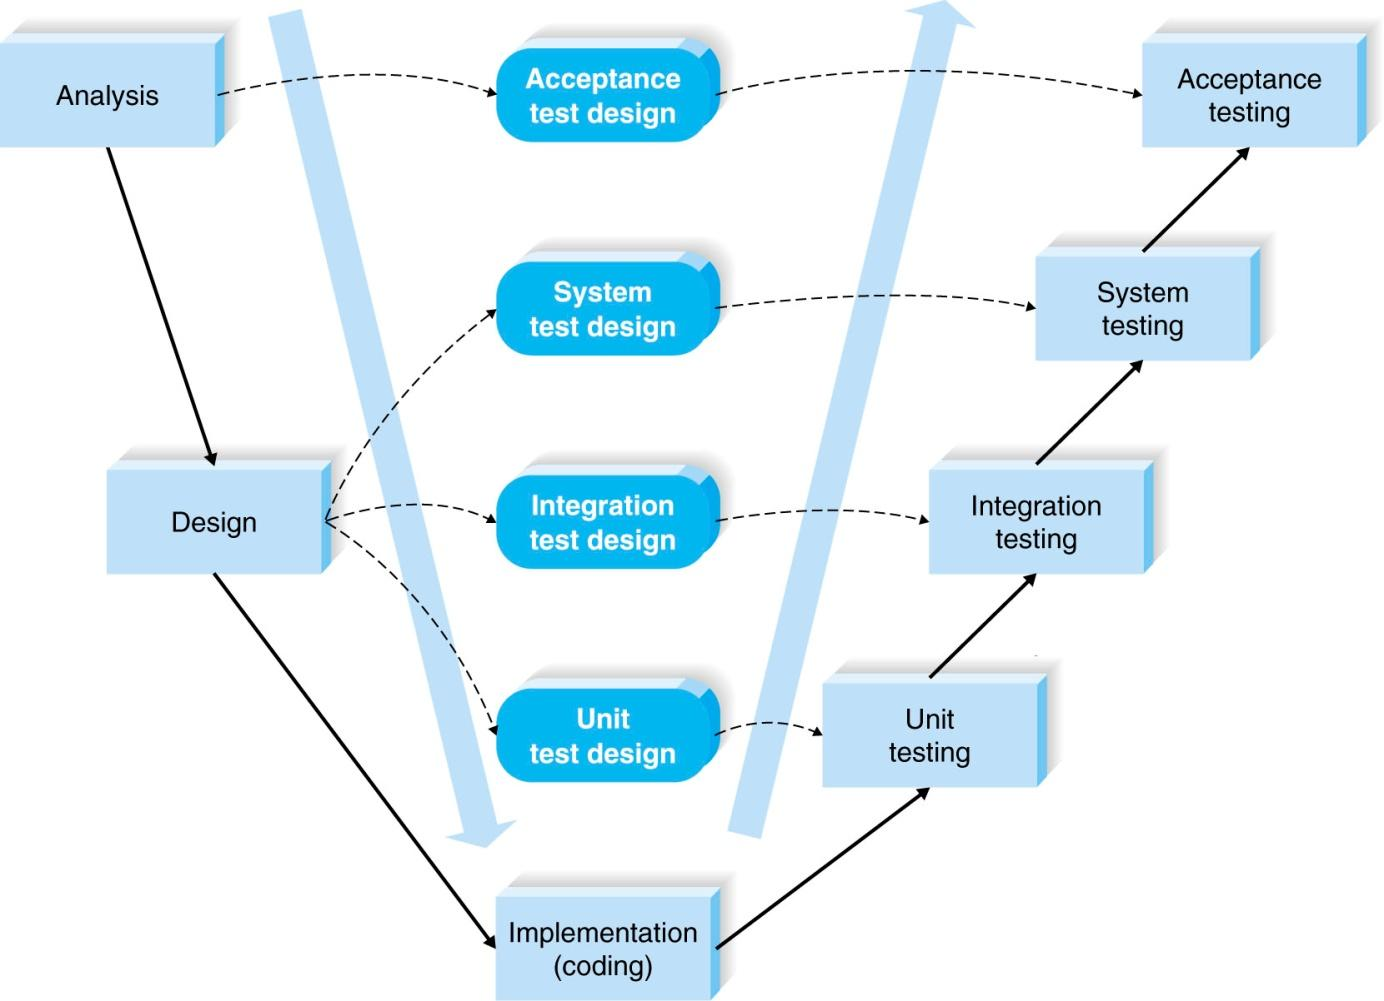 Analysis
Acceptance
test design
Acceptance
testing
System
test design
System
testing
Design
Integration
test design
Integration
testing
Unit
test design
Unit
testing
Implementation
(coding)